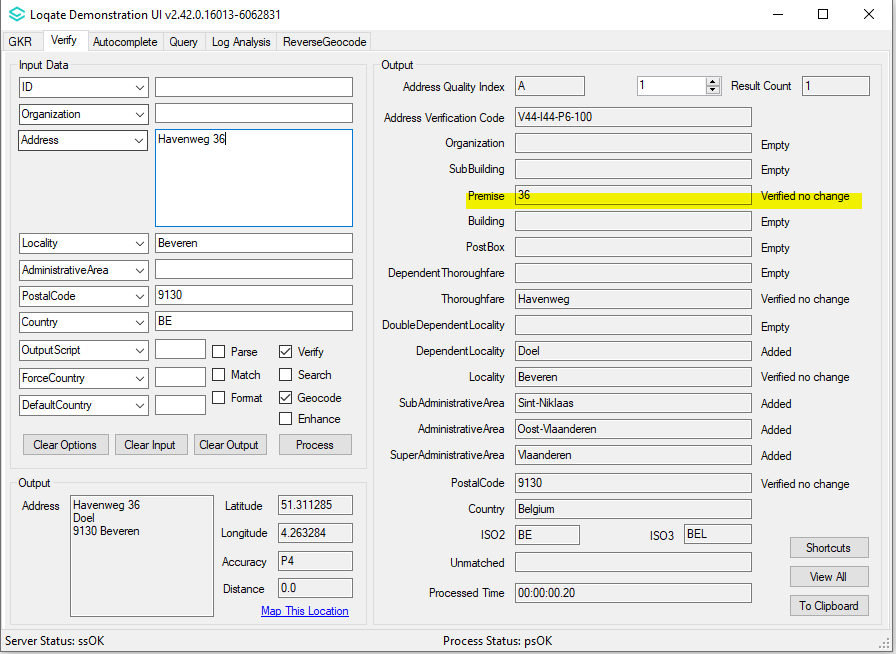 Loqate Demonstration UI v2.42.0.16013-6062831
GKR Verify Autocomplete Query Log Analysis ReverseGeocode
Input Data
ID
Organization
Address Havenweg 36
Locality Beveren
AdministrativeArea
PostalCode 9130
Country BE
OutputScript Parse Verify
ForceCountry Match Search
DefaultCountry Format Geocode
Enhance
Clear Options Clear Input Clear Output Process
Output
Address Havenweg 36
Doel
9130 Beveren
Latitude 51.311285
Longitude 4.263284
Accuracy P4
Distance 0.0
Map This Location
Output
Address Quality Index A 1 Result Count 1
Address Verification Code V44-I44-P6-100
Organization Empty
SubBuilding Empty
Premise 36 Verified no change
Building Empty
PostBox Empty
DependentThoroughfare Empty
Thoroughfare Havenweg Verified no change
DoubleDependentLocality Empty
DependentLocality Doel Added
Locality Beveren Verified no change
SubAdministrativeArea Sint-Niklaas Added
AdministrativeArea Oost-Vlaanderen Added
SuperAdministrativeArea Vlaanderen Added
PostalCode 9130 Verified no change
Country Belgium
ISO2 BE ISO3 BEL
Unmatched
Processed Time 00:00:00.20
Shortcuts
View All
To Clipboard
Server Status: ssOK Process Status: psOK